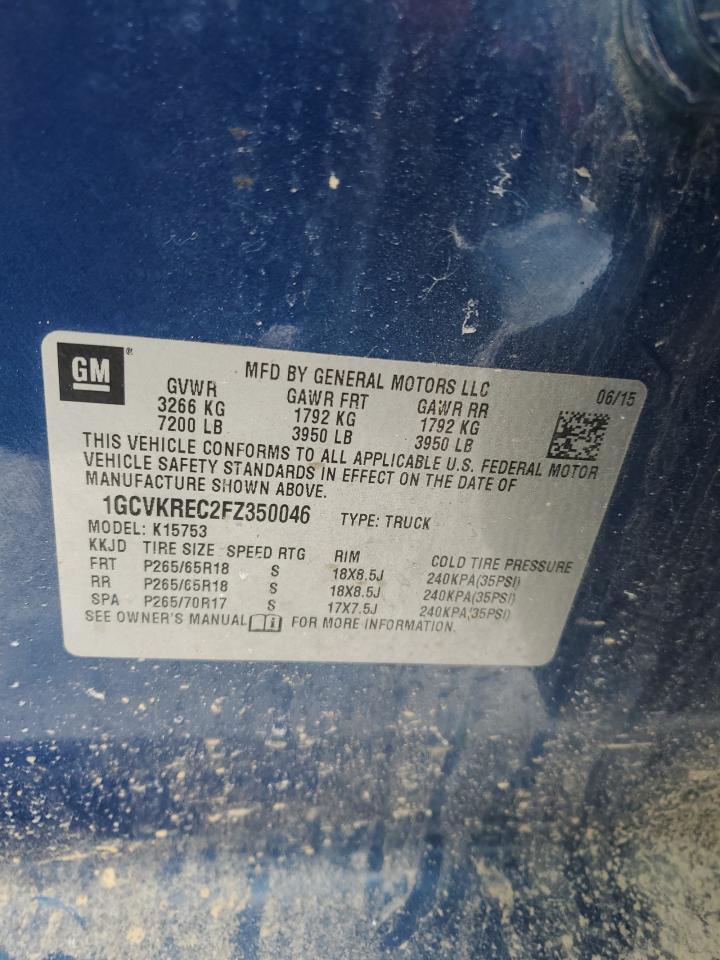 GM ®
MFD BY GENERAL MOTORS LLC 06/15
GVWR GAWR FRT GAWR RR
3266 KG 1792 KG 1792 KG
7200 LB 3950 LB 3950 LB
THIS VEHICLE CONFORMS TO ALL APPLICABLE U.S. FEDERAL MOTOR
VEHICLE SAFETY STANDARDS IN EFFECT ON THE DATE OF
MANUFACTURE SHOWN ABOVE.
1GCVKREC2FZ350046 TYPE: TRUCK
MODEL: K15753
KKJD TIRE SIZE SPEED RTG RIM COLD TIRE PRESSURE
FRT P265/65R18 S 18X8.5J 240KPA(35PSI)
RR P265/65R18 S 18X8.5J 240KPA(35PSI)
SPA P265/70R17 S 17X7.5J 240KPA(35PSI)
SEE OWNER'S MANUAL FOR MORE INFORMATION.